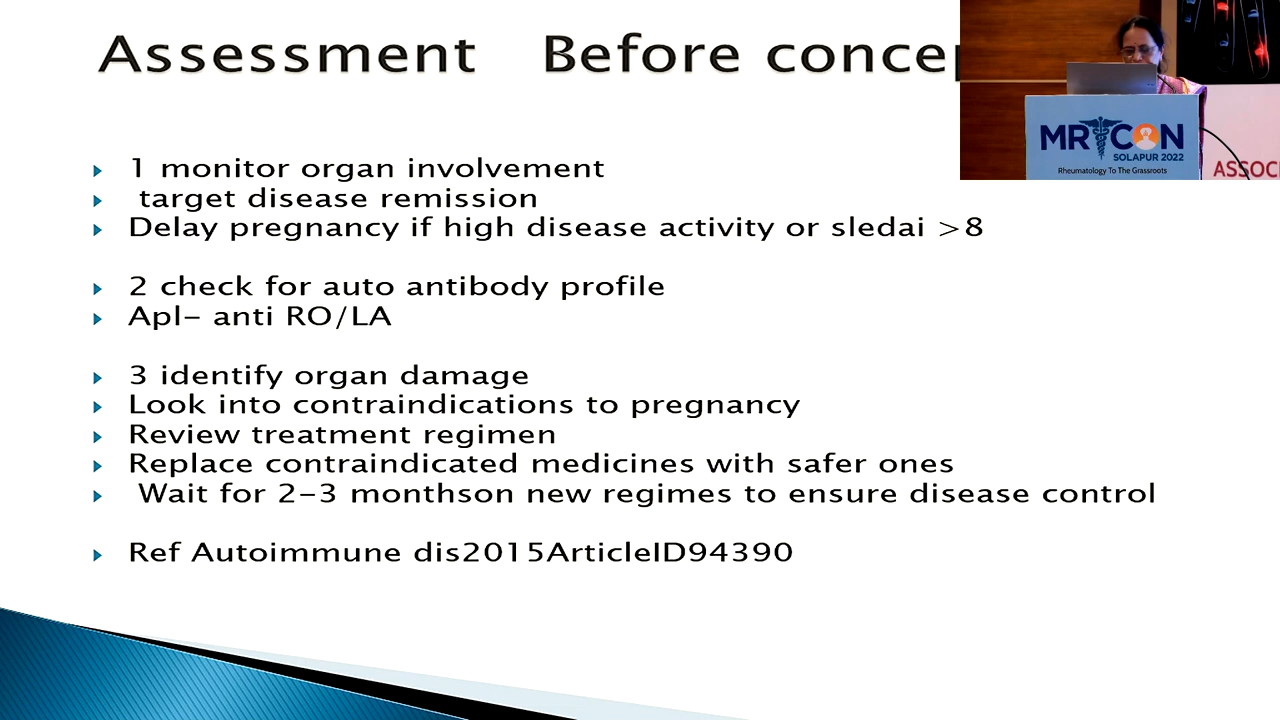 Assessment Before concep
1 monitor organ involvement
target disease remission
Delay pregnancy if high disease activity or sledai >8
2 check for auto antibody profile
Apl- anti RO/LA
3 identify organ damage
Look into contraindications to pregnancy
Review treatment regimen
Replace contraindicated medicines with safer ones
Wait for 2-3 monthson new regimes to ensure disease control
Ref Autoimmune dis2015ArticleID94390
MR CON
SOLAPUR 2022
Rheumatology To The Grassroots
ASSOC